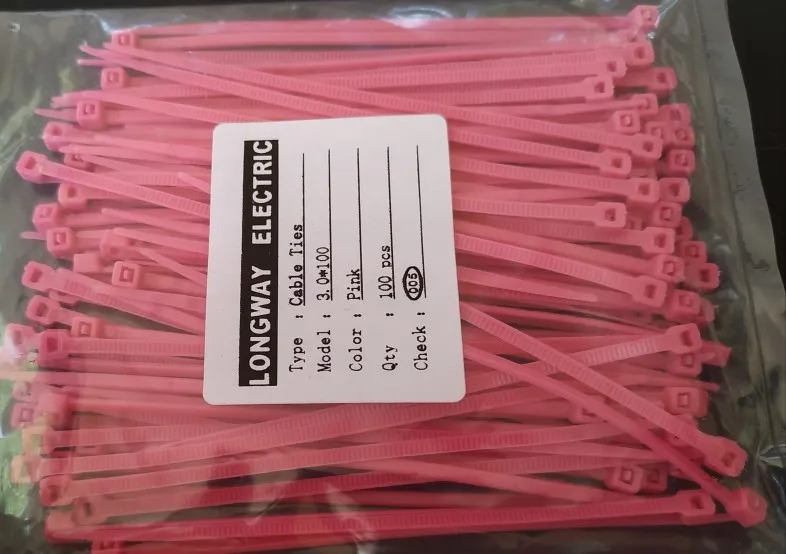 LONGWAY ELECTRIC
Type : Cable Ties
Model : 3.0*100
Color : Pink
Qty : 100 pcs
Check : 005